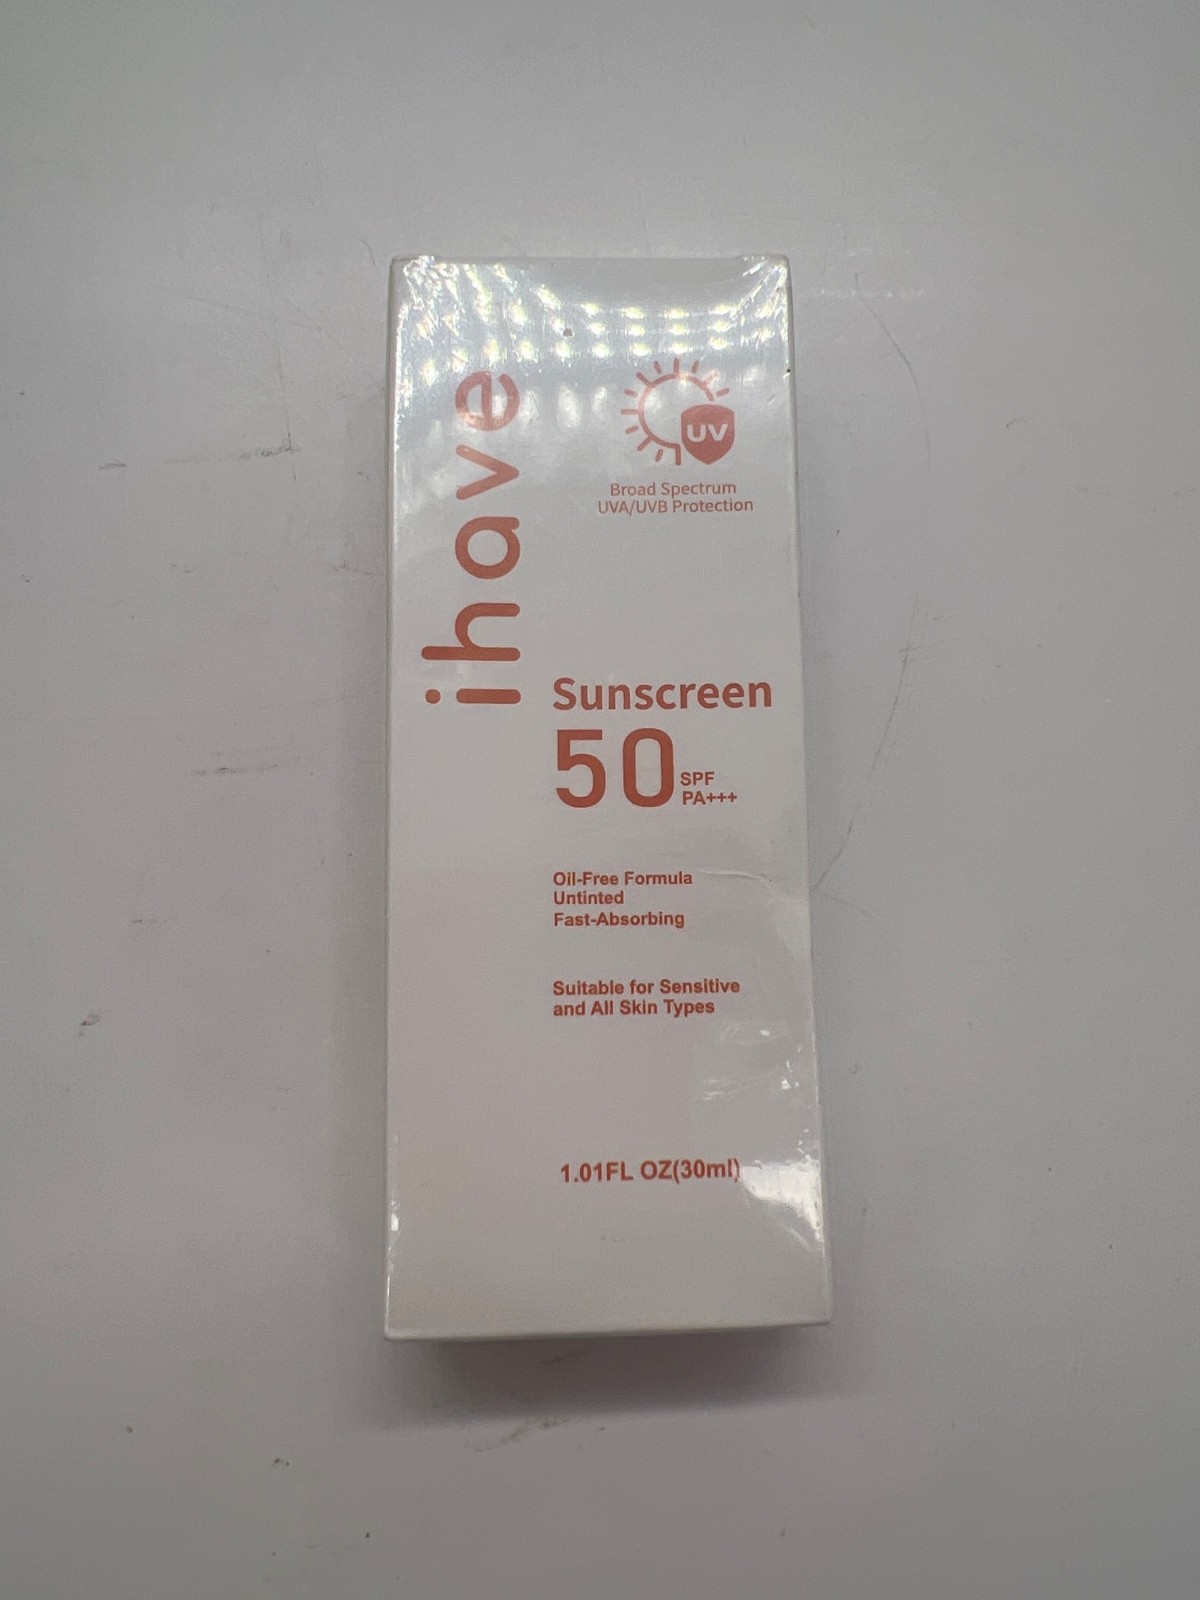 ihave
UV
Broad Spectrum
UVA/UVB Protection
Sunscreen
50
SPF
PA+++
Oil-Free Formula
Untinted
Fast-Absorbing
Suitable for Sensitive
and All Skin Types
1.01FL OZ(30ml)